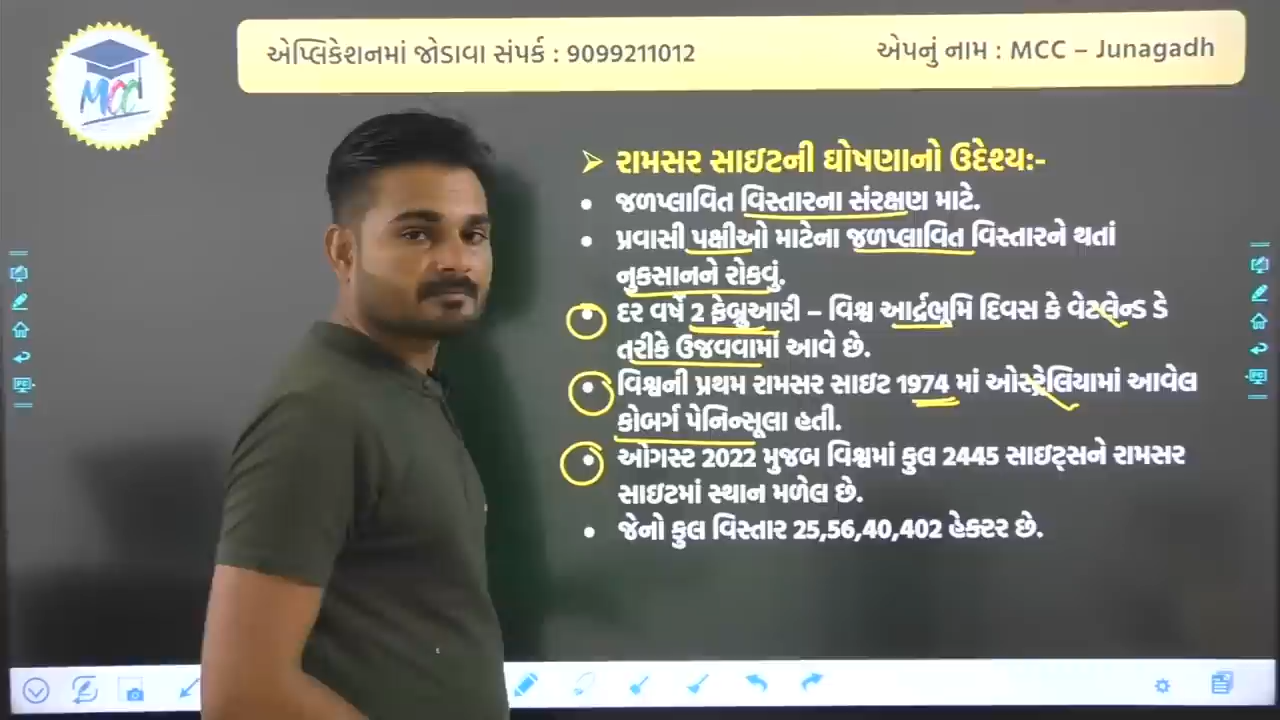 MCC
એપ્લિકેશનમાં જોડાવા સંપર્ક : 9099211012
એપનું નામ : MCC – Junagadh
➢ રામસર સાઇટની ઘોષણાનો ઉદેશ્ય:-
• જળપ્લાવિત વિસ્તારના સંરક્ષણ માટે.
• પ્રવાસી પક્ષીઓ માટેના જળપ્લાવિત વિસ્તારને થતાં
નુકસાનને રોકવું.
• દર વર્ષે 2 ફેબ્રુઆરી – વિશ્વ આર્દ્રભૂમિ દિવસ કે વેટલેન્ડ ડે
તરીકે ઉજવવામાં આવે છે.
• વિશ્વની પ્રથમ રામસર સાઇટ 1974 માં ઓસ્ટ્રેલિયામાં આવેલ
કોબર્ગ પેનિન્સૂલા હતી.
• ઓગસ્ટ 2022 મુજબ વિશ્વમાં કુલ 2445 સાઇટ્સને રામસર
સાઇટમાં સ્થાન મળેલ છે.
• જેનો કુલ વિસ્તાર 25,56,40,402 હેક્ટર છે.